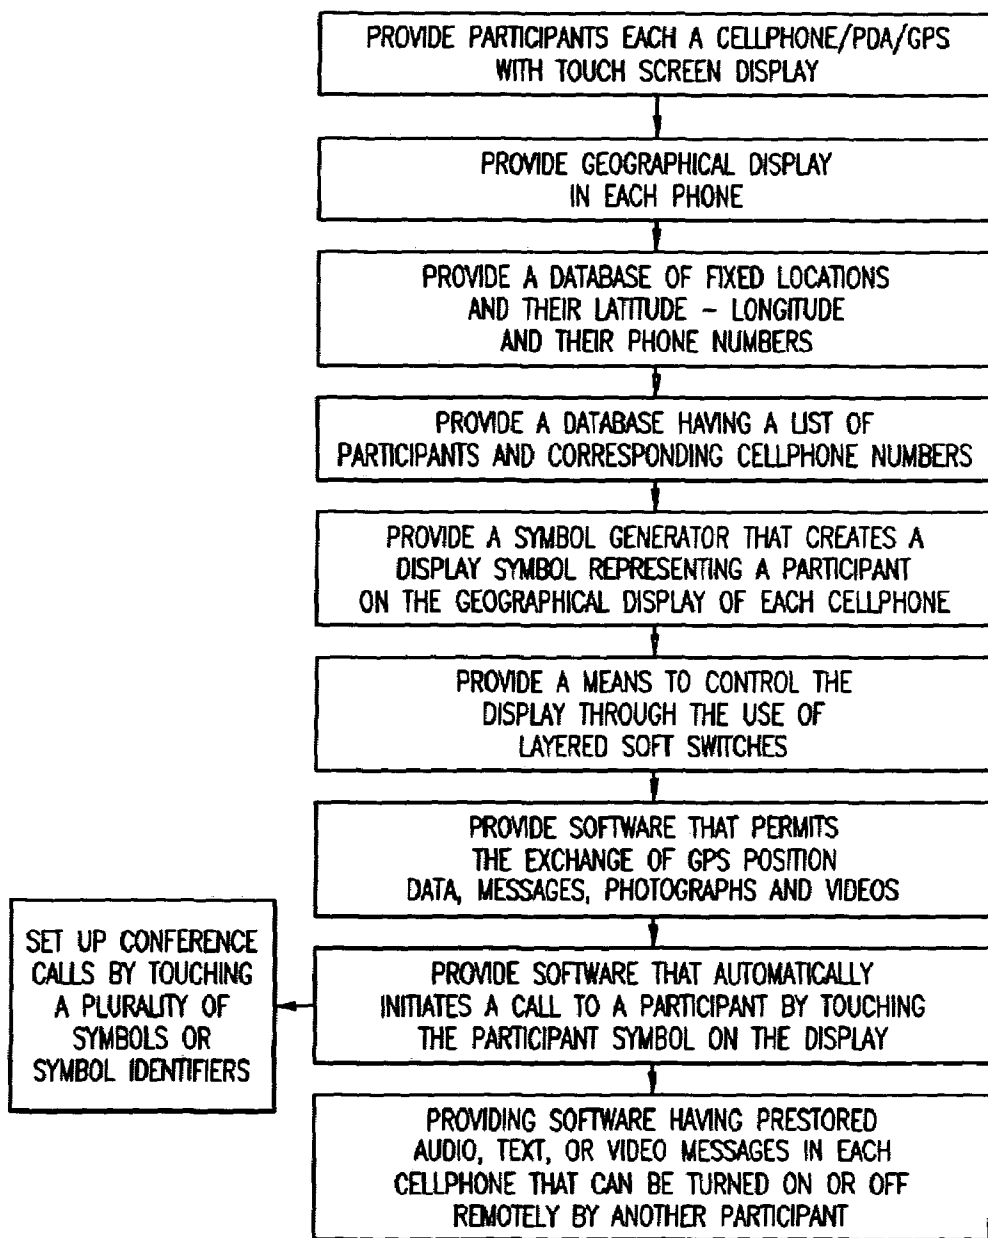 PROVIDE PARTICIPANTS EACH A CELLPHONE/PDA/GPS
WITH TOUCH SCREEN DISPLAY
PROVIDE GEOGRAPHICAL DISPLAY
IN EACH PHONE
PROVIDE A DATABASE OF FIXED LOCATIONS
AND THEIR LATITUDE – LONGITUDE
AND THEIR PHONE NUMBERS
PROVIDE A DATABASE HAVING A LIST OF
PARTICIPANTS AND CORRESPONDING CELLPHONE NUMBERS
PROVIDE A SYMBOL GENERATOR THAT CREATES A
DISPLAY SYMBOL REPRESENTING A PARTICIPANT
ON THE GEOGRAPHICAL DISPLAY OF EACH CELLPHONE
PROVIDE A MEANS TO CONTROL THE
DISPLAY THROUGH THE USE OF
LAYERED SOFT SWITCHES
PROVIDE SOFTWARE THAT PERMITS
THE EXCHANGE OF GPS POSITION
DATA, MESSAGES, PHOTOGRAPHS AND VIDEOS
PROVIDE SOFTWARE THAT AUTOMATICALLY
INITIATES A CALL TO A PARTICIPANT BY TOUCHING
THE PARTICIPANT SYMBOL ON THE DISPLAY
SET UP CONFERENCE
CALLS BY TOUCHING
A PLURALITY OF
SYMBOLS OR
SYMBOL IDENTIFIERS
PROVIDING SOFTWARE HAVING PRESTORED
AUDIO, TEXT, OR VIDEO MESSAGES IN EACH
CELLPHONE THAT CAN BE TURNED ON OR OFF
REMOTELY BY ANOTHER PARTICIPANT